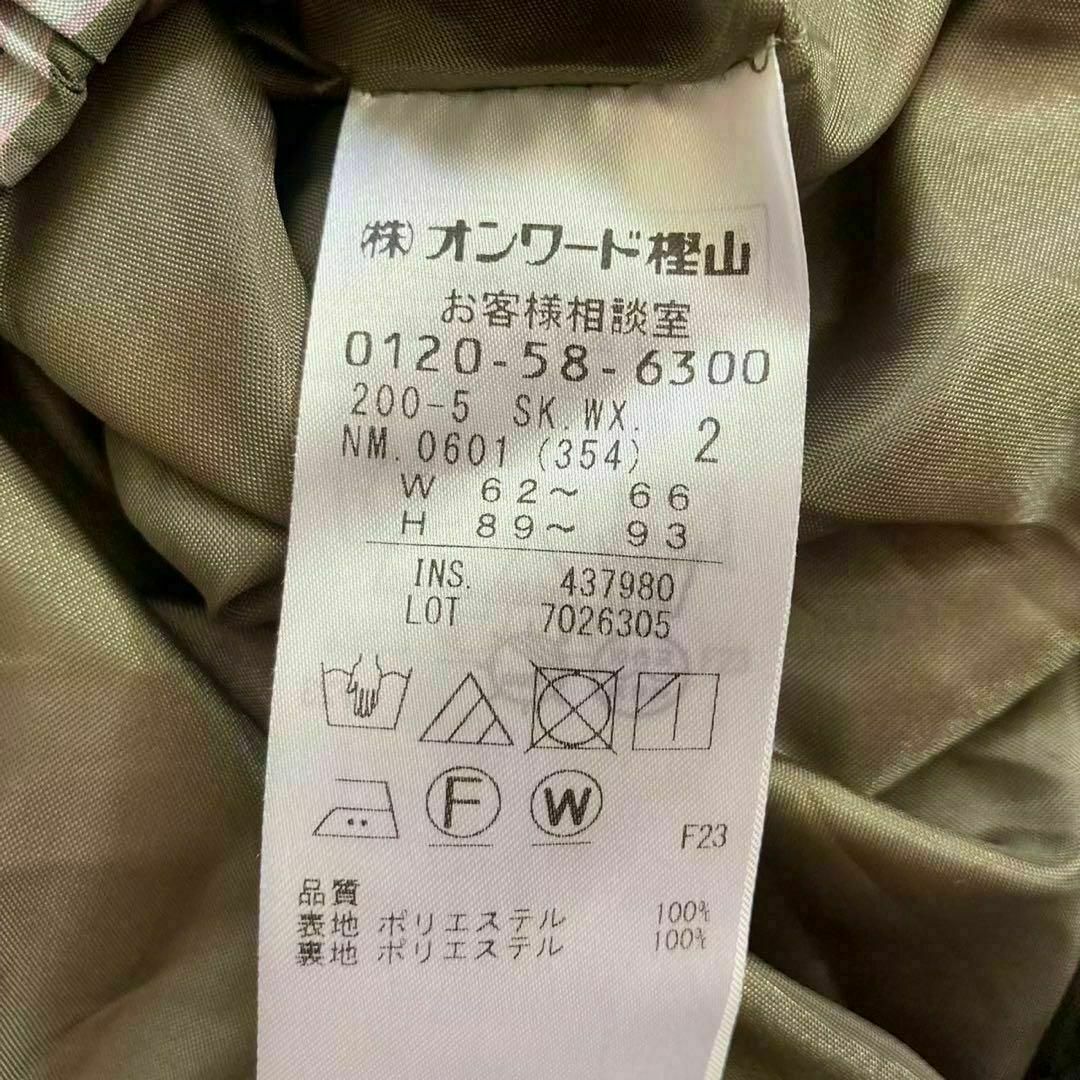 (株)オンワード樫山
お客様相談室
0120-58-6300
200-5 SK.WX.
NM.0601 (354) 2
W 62～ 66
H 89～ 93
INS. 437980
LOT 7026305
F
W
F23
品質
表地 ポリエステル 100%
裏地 ポリエステル 100%